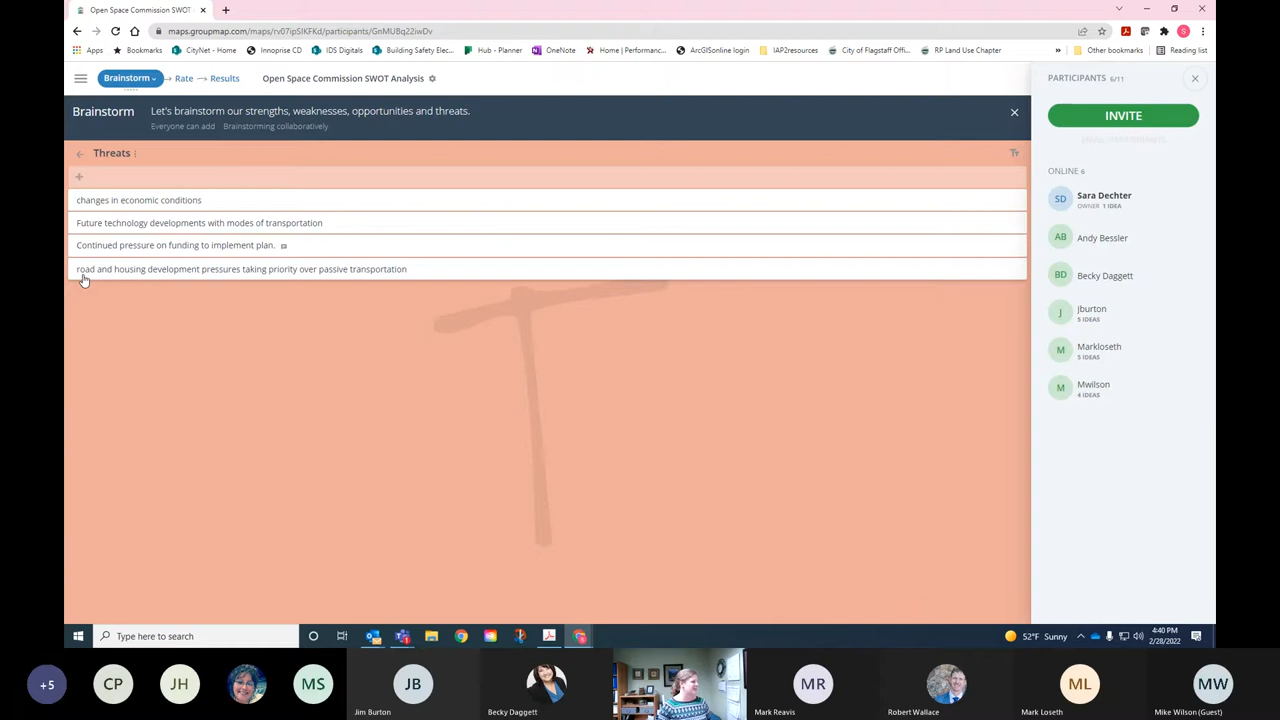 Open Space Commission SWOT
maps.groupmap.com/maps/rv07ipSIKFKd/participants/GnMUBq22iwDv
Apps Bookmarks CityNet - Home Innoprise CD IDS Digitals Building Safety Elec... Hub - Planner OneNote Home | Performanc... ArcGISonline login IAP2resources City of Flagstaff Offi... RP Land Use Chapter » Other bookmarks Reading list
Brainstorm → Rate → Results Open Space Commission SWOT Analysis
PARTICIPANTS 6/11
Brainstorm Let's brainstorm our strengths, weaknesses, opportunities and threats.
Everyone can add Brainstorming collaboratively
INVITE
Threats
changes in economic conditions
Future technology developments with modes of transportation
Continued pressure on funding to implement plan.
road and housing development pressures taking priority over passive transportation
ONLINE 6
SD Sara Dechter
OWNER 1 IDEA
AB Andy Bessler
BD Becky Daggett
J Jburton
5 IDEAS
M Markloseth
5 IDEAS
M Mwilson
4 IDEAS
Type here to search
52°F Sunny
4:40 PM
2/28/2022
+5 CP JH MS JB MR ML MW
Jim Burton Becky Daggett Mark Reavis Robert Wallace Mark Loseth Mike Wilson (Guest)